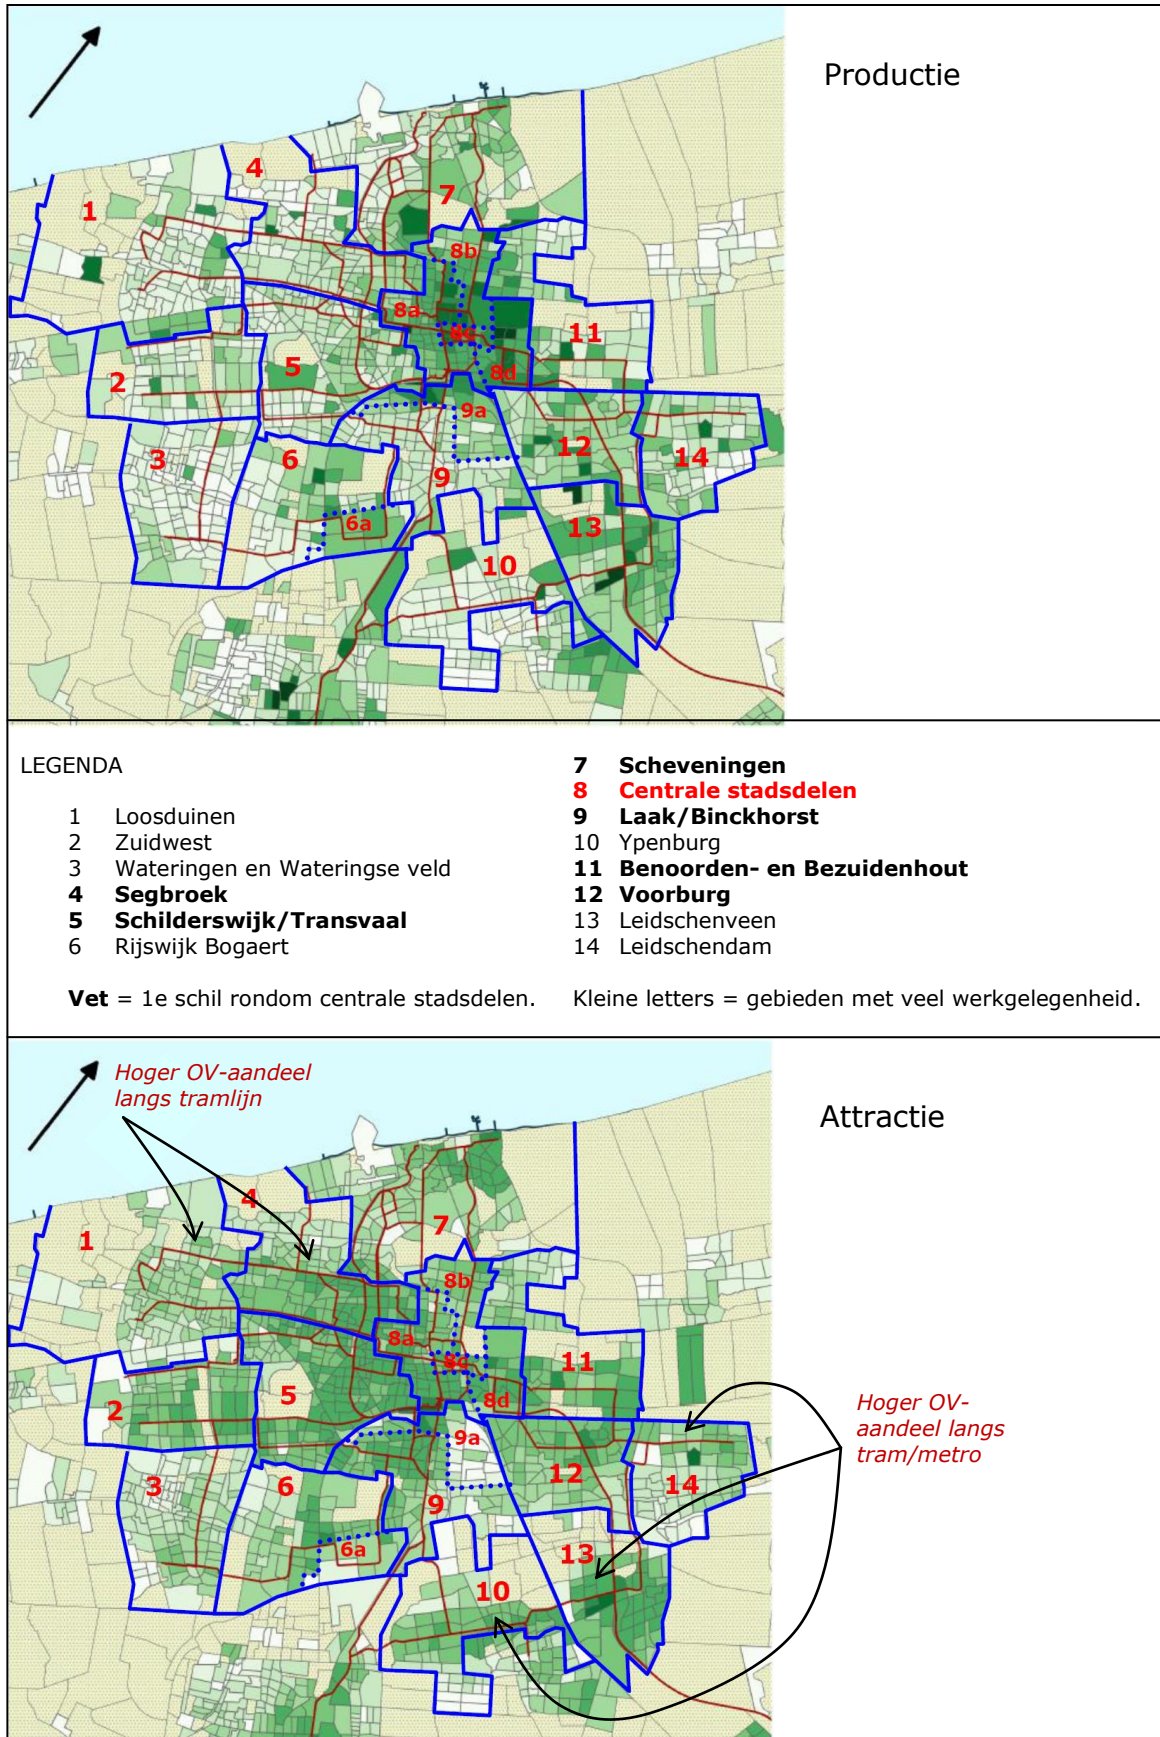 Productie
4
1
7
8b
8a
8c
11
5
8d
2
9a
12
3
6
14
9
6a
13
10
LEGENDA
1 Loosduinen
2 Zuidwest
3 Wateringen en Wateringse veld
4 Segbroek
5 Schilderswijk/Transvaal
6 Rijswijk Bogaert
7 Scheveningen
8 Centrale stadsdelen
9 Laak/Binckhorst
10 Ypenburg
11 Benoorden- en Bezuidenhout
12 Voorburg
13 Leidschenveen
14 Leidschendam
Vet = 1e schil rondom centrale stadsdelen.
Kleine letters = gebieden met veel werkgelegenheid.
Hoger OV-aandeel
langs tramlijn
Attractie
4
1
7
8b
8a
8c
11
5
8d
2
9a
12
3
6
14
9
6a
13
10
Hoger OV-
aandeel langs
tram/metro